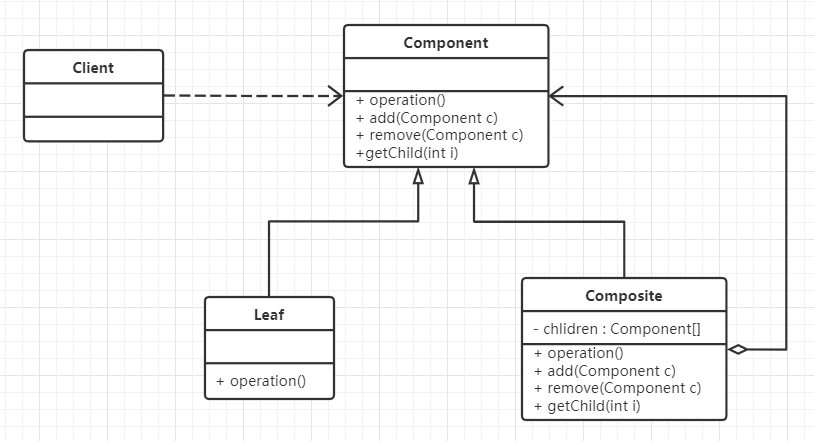 Client
Component
+ operation()
+ add(Component c)
+ remove(Component c)
+getChild(int i)
Leaf
+ operation()
Composite
- chlidren : Component[]
+ operation()
+ add(Component c)
+ remove(Component c)
+ getChild(int i)